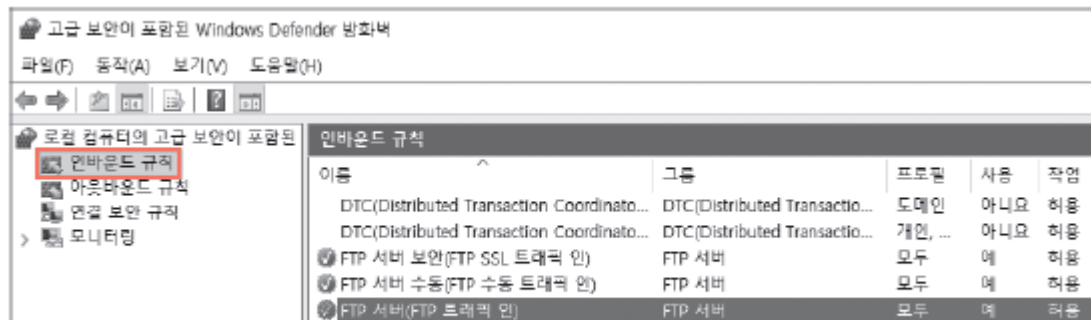 고급 보안이 포함된 Windows Defender 방화벽
파일(F) 동작(A) 보기(V) 도움말(H)
로컬 컴퓨터의 고급 보안이 포함된
인바운드 규칙
아웃바운드 규칙
연결 보안 규칙
모니터링
인바운드 규칙
이름 그룹 프로필 사용 작업
DTC(Distributed Transaction Coordinato... DTC(Distributed Transactio... 도메인 아니요 허용
DTC(Distributed Transaction Coordinato... DTC(Distributed Transactio... 개인, ... 아니요 허용
FTP 서버 보안(FTP SSL 트래픽 인) FTP 서버 모두 예 허용
FTP 서버 수동(FTP 수동 트래픽 인) FTP 서버 모두 예 허용
FTP 서버(FTP 트래픽 인) FTP 서버 모두 예 허용